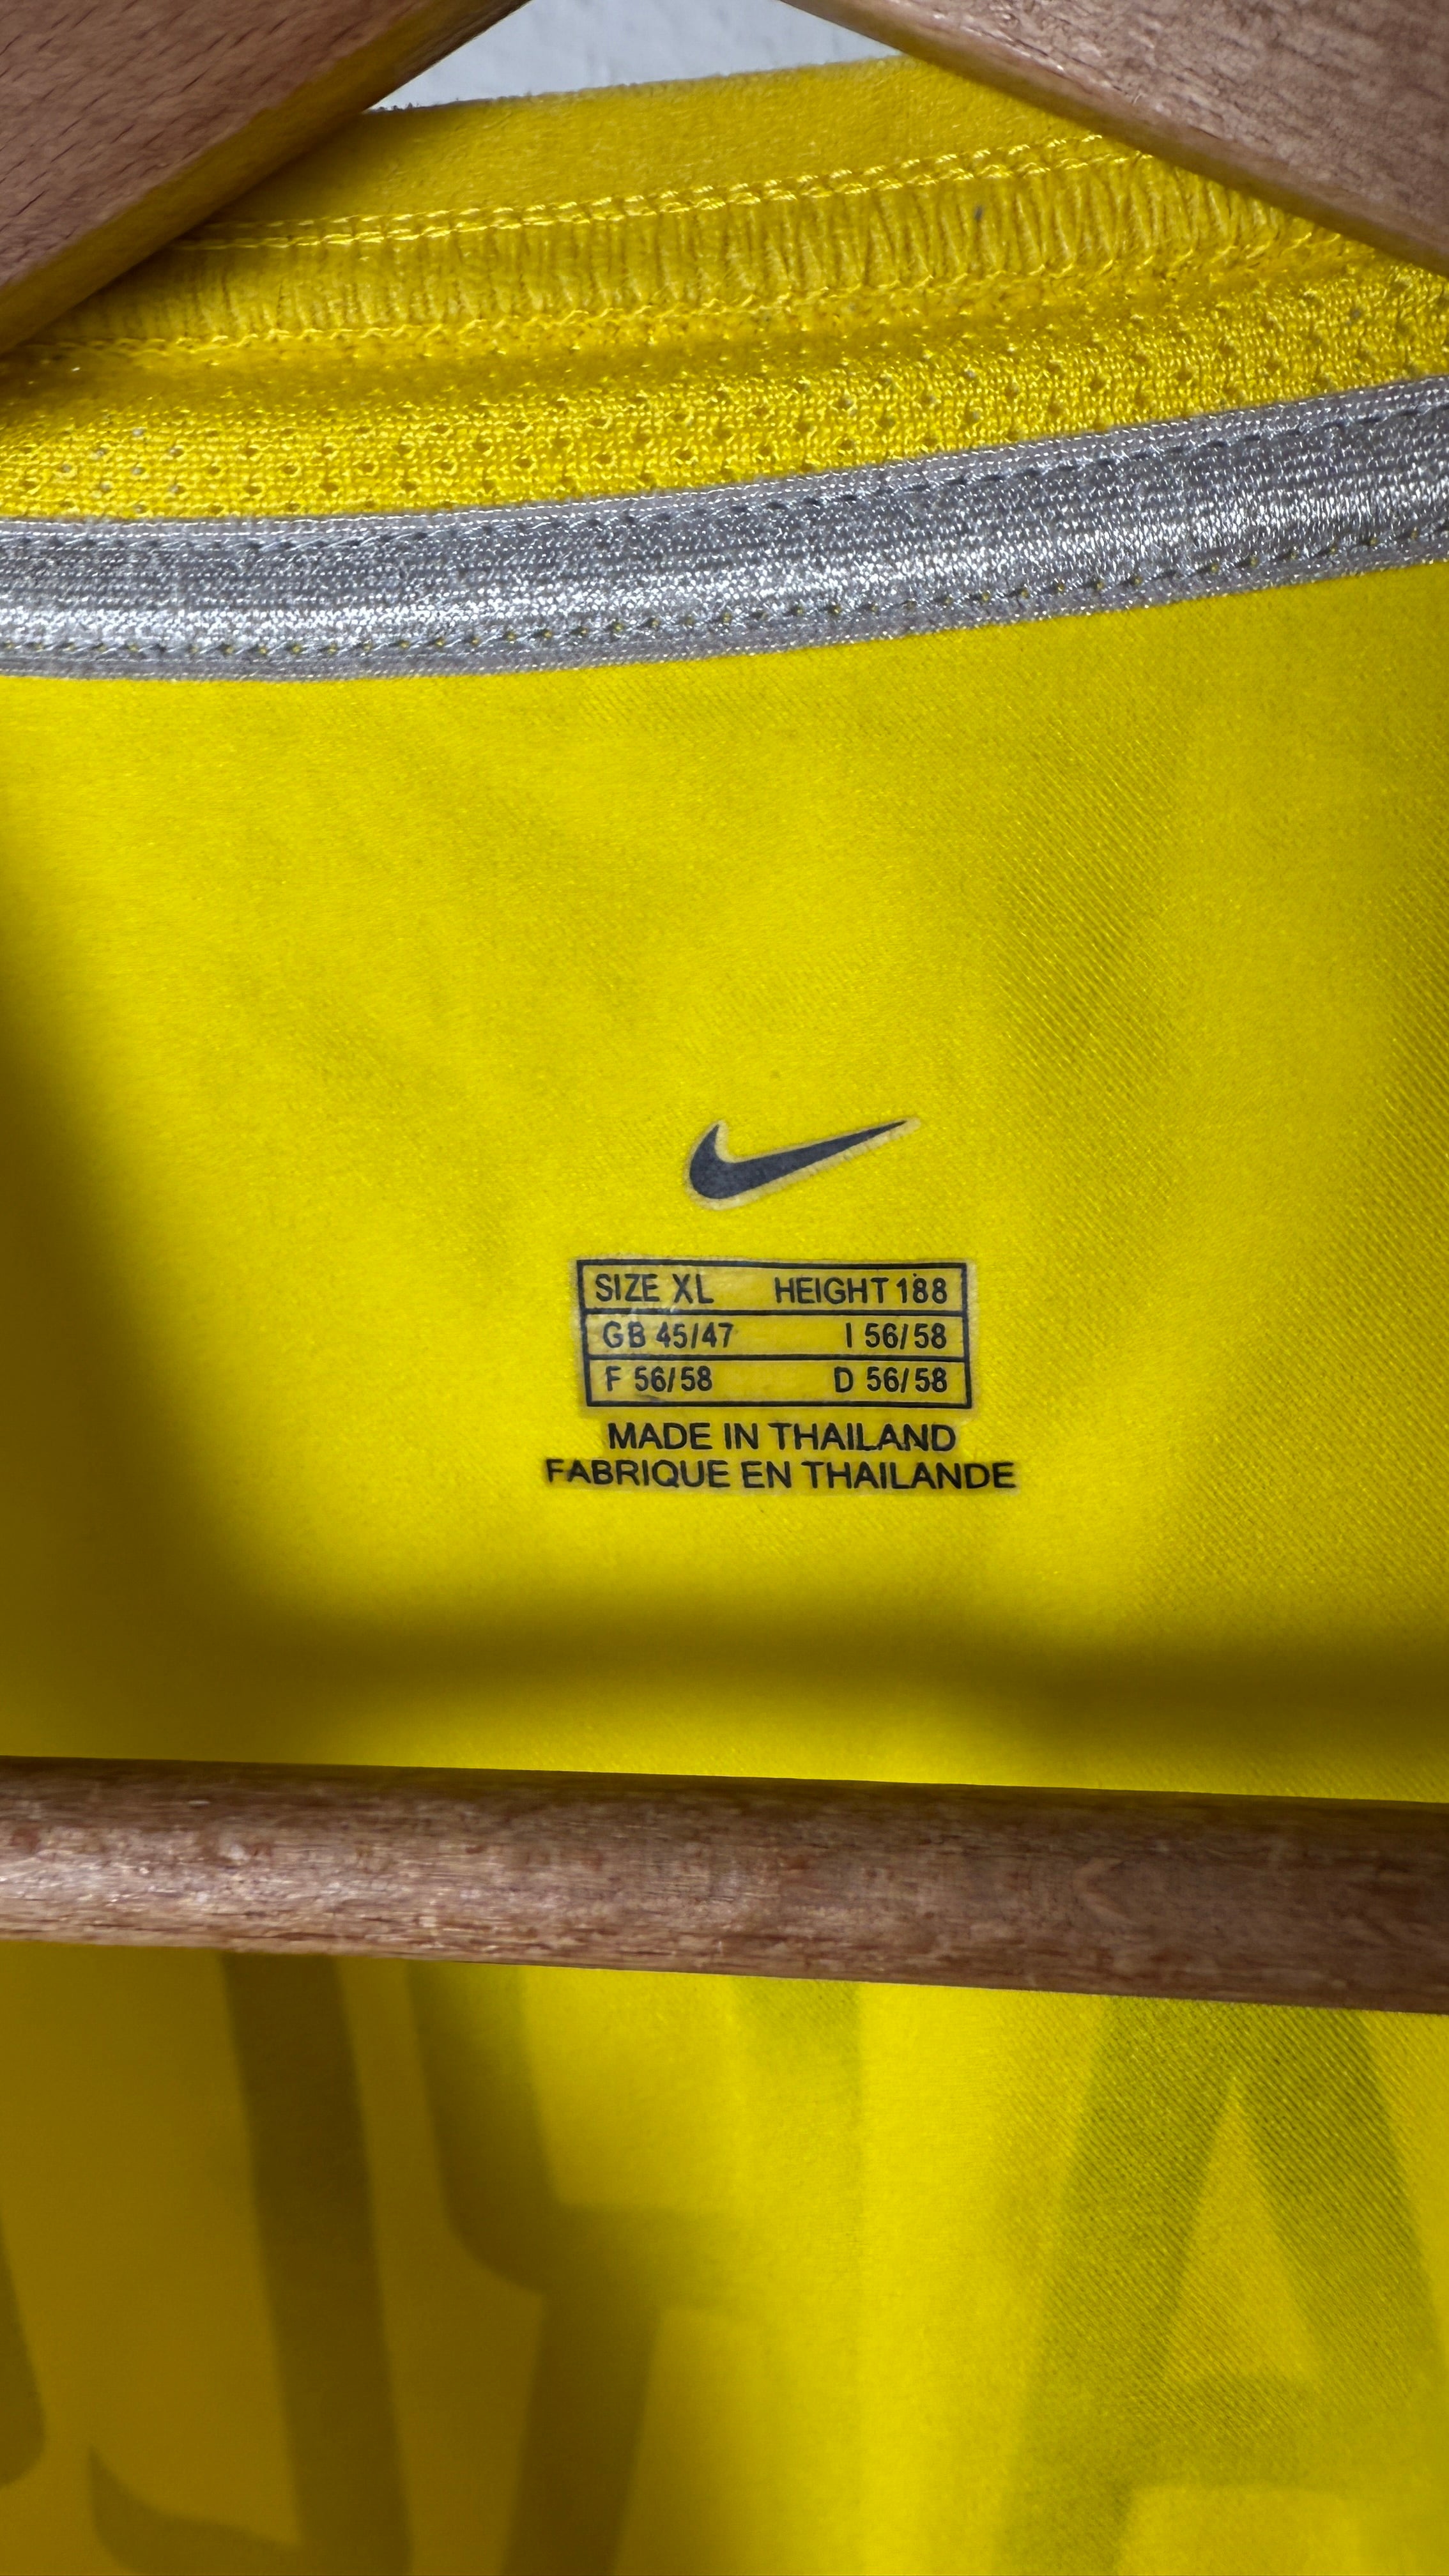 SIZE XL HEIGHT 188
GB 45/47 I 56/58
F 56/58 D 56/58
MADE IN THAILAND
FABRIQUE EN THAILANDE